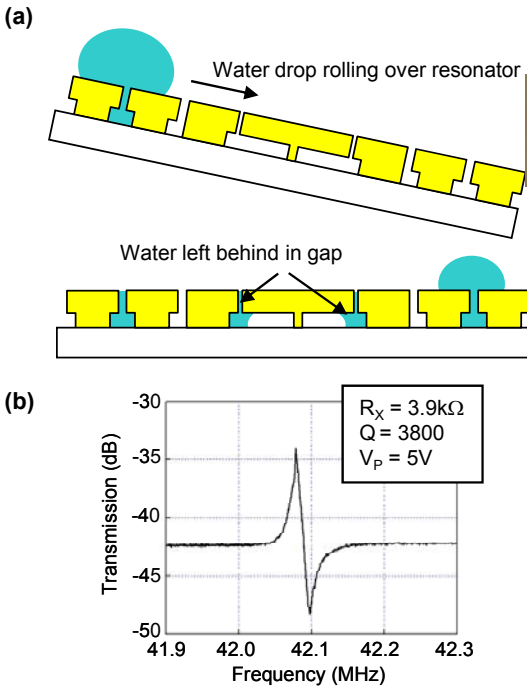 (a)
Water drop rolling over resonator
Water left behind in gap
(b)
R_X = 3.9kΩ
Q = 3800
V_P = 5V
Transmission (dB)
-30
-35
-40
-45
-50
41.9 42.0 42.1 42.2 42.3
Frequency (MHz)